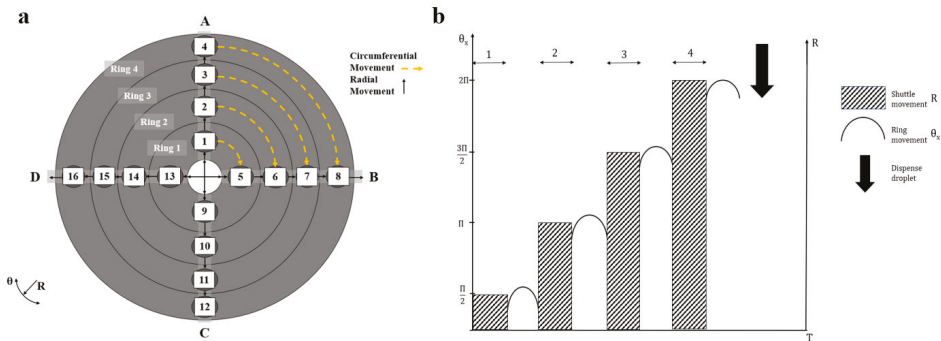 a
A
4
3
2
1
Ring 4
Ring 3
Ring 2
Ring 1
Circumferential
Movement
Radial
Movement
D 16 15 14 13 5 6 7 8 B
9
10
11
12
C
θ
R
b
θx
R
1 2 3 4
2Π
3Π
2
Π
Π
2
T
Shuttle
movement R
Ring
movement θx
Dispense
droplet